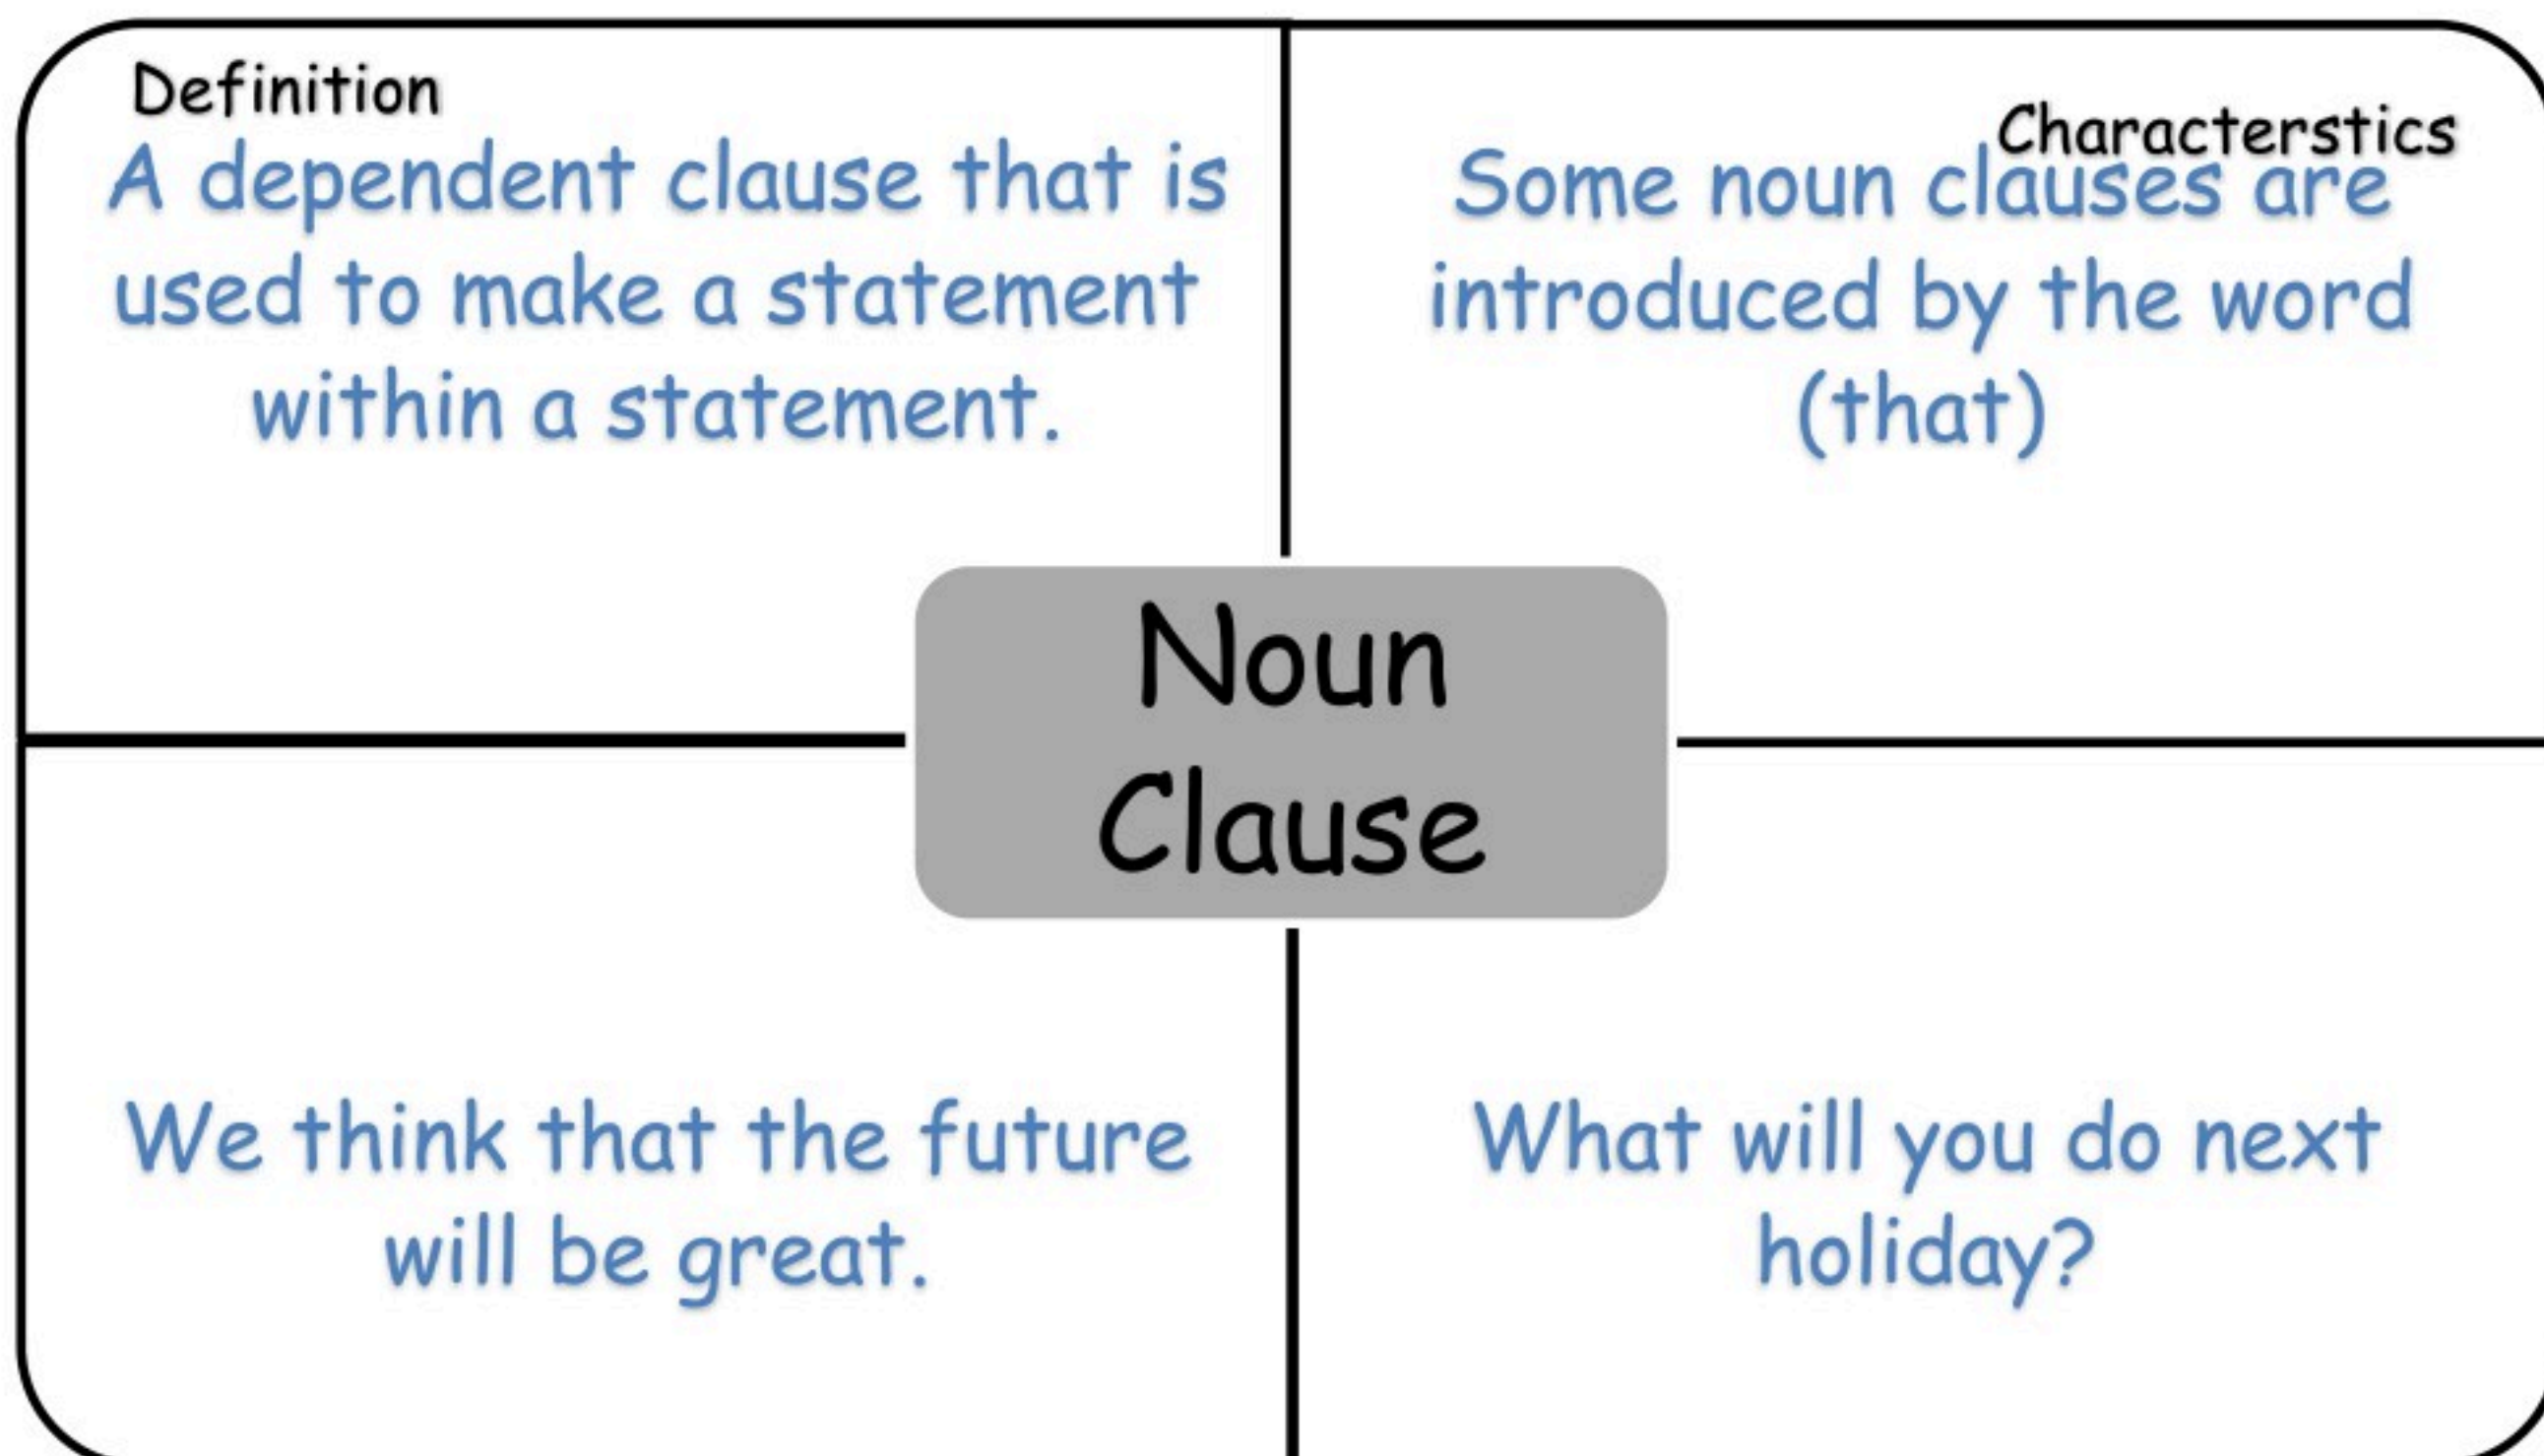 Definition
A dependent clause that is
used to make a statement
within a statement.
Characterstics
Some noun clauses are
introduced by the word
(that)
Noun
Clause
We think that the future
will be great.
What will you do next
holiday?